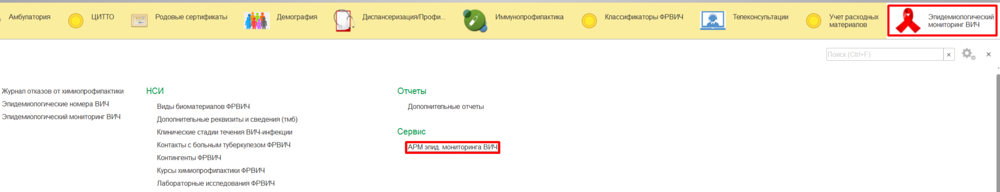 Амбулатория
ЦИТТО
Родовые сертификаты
Демография
Диспансеризация/Профи...
Иммунопрофилактика
Классификаторы ФРВИЧ
Телеконсультации
Учет расходных
материалов
Эпидемиологический
мониторинг ВИЧ
Поиск (Ctrl+F)
Журнал отказов от химиопрофилактики
Эпидемиологические номера ВИЧ
Эпидемиологический мониторинг ВИЧ
НСИ
Виды биоматериалов ФРВИЧ
Дополнительные реквизиты и сведения (тмб)
Клинические стадии течения ВИЧ-инфекции
Контакты с больным туберкулезом ФРВИЧ
Контингенты ФРВИЧ
Курсы химиопрофилактики ФРВИЧ
Лабораторные исследования ФРВИЧ
Отчеты
Дополнительные отчеты
Сервис
АРМ эпид. мониторинга ВИЧ